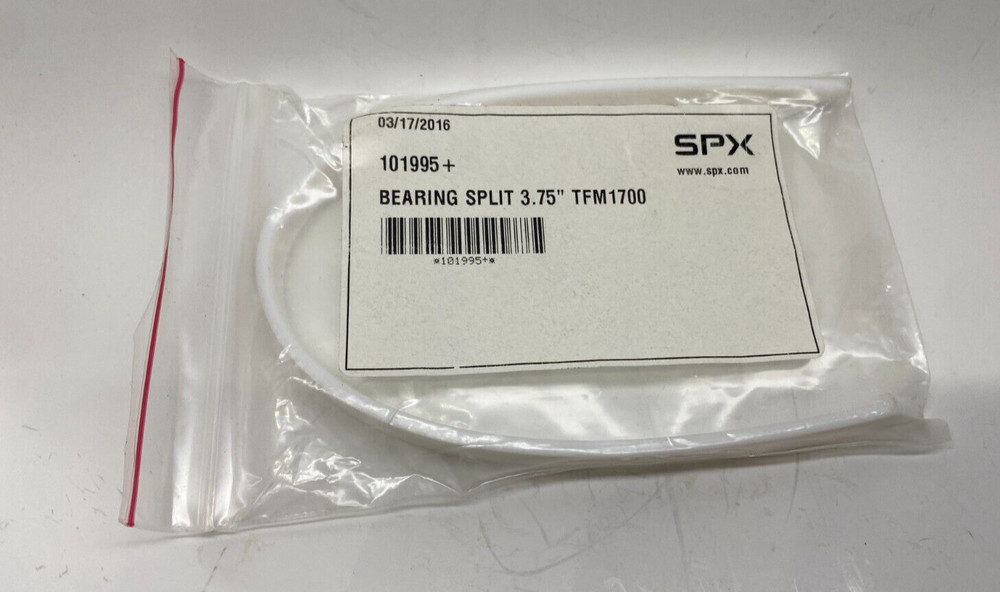 03/17/2016
SPX
www.spx.com
101995+
BEARING SPLIT 3.75" TFM1700
*101995+*